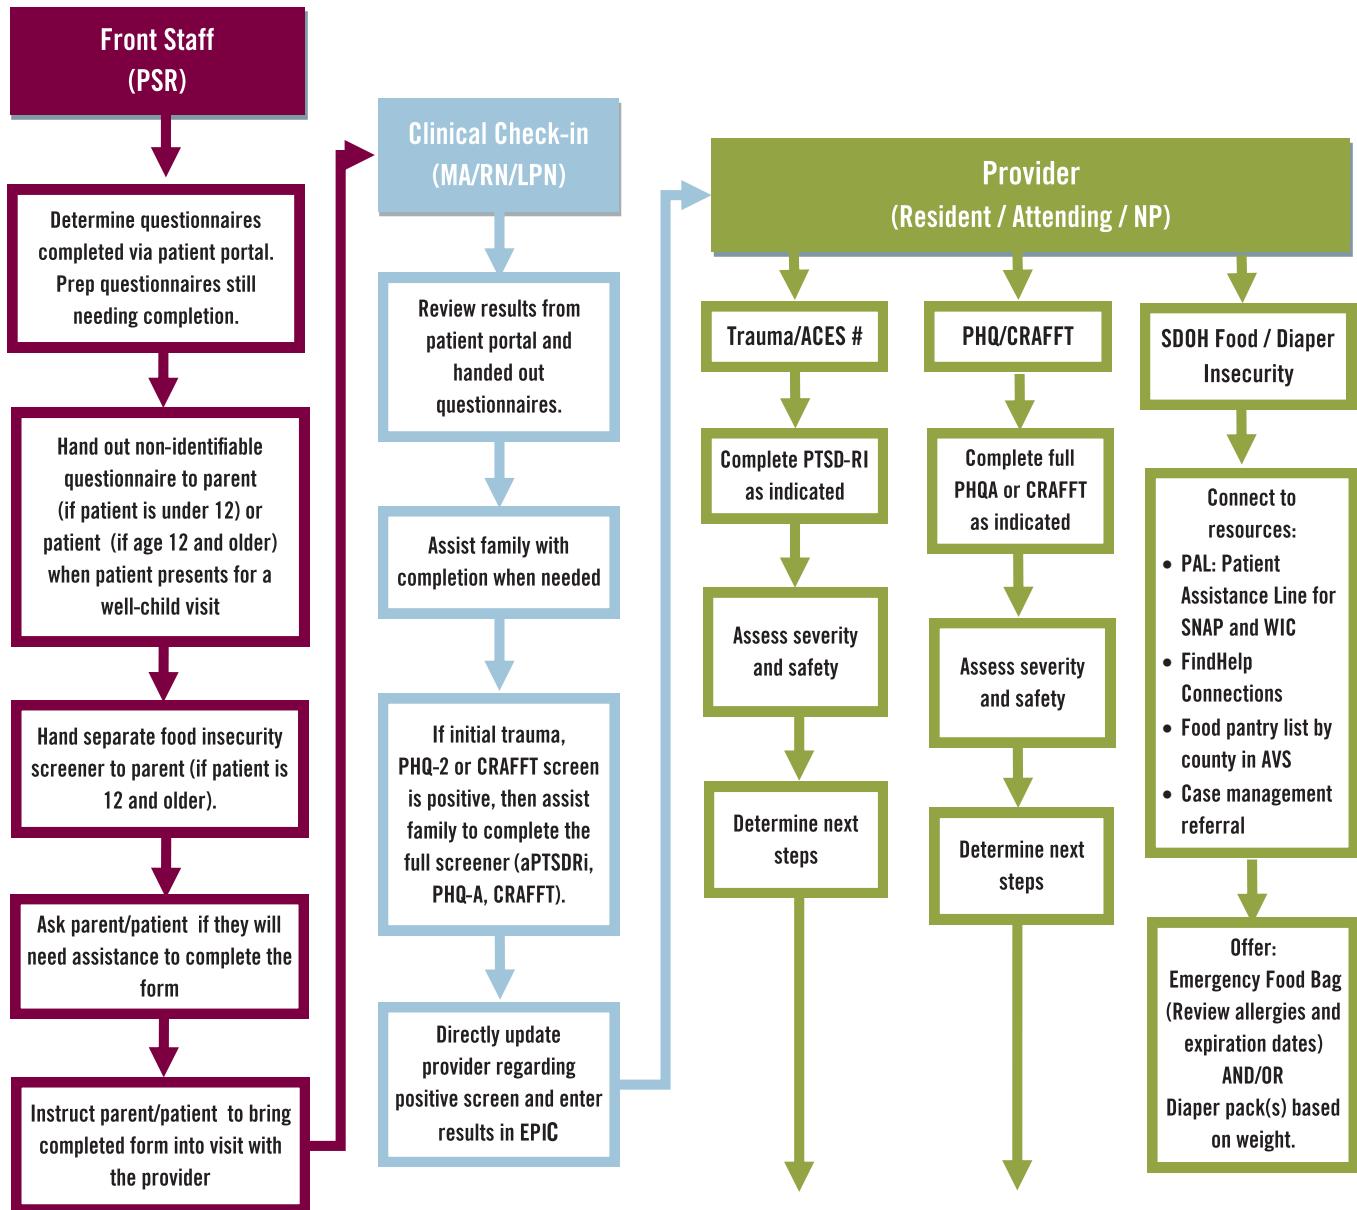 Front Staff
(PSR)
Determine questionnaires
completed via patient portal.
Prep questionnaires still
needing completion.
Hand out non-identifiable
questionnaire to parent
(if patient is under 12) or
patient (if age 12 and older)
when patient presents for a
well-child visit
Hand separate food insecurity
screener to parent (if patient is
12 and older).
Ask parent/patient if they will
need assistance to complete the
form
Instruct parent/patient to bring
completed form into visit with
the provider
Clinical Check-in
(MA/RN/LPN)
Review results from
patient portal and
handed out
questionnaires.
Assist family with
completion when needed
If initial trauma,
PHQ-2 or CRAFFT screen
is positive, then assist
family to complete the
full screener (aPTSDRi,
PHQ-A, CRAFFT).
Directly update
provider regarding
positive screen and enter
results in EPIC
Provider
(Resident / Attending / NP)
Trauma/ACES #
Complete PTSD-RI
as indicated
Assess severity
and safety
Determine next
steps
PHQ/CRAFFT
Complete full
PHQA or CRAFFT
as indicated
Assess severity
and safety
Determine next
steps
SDOH Food / Diaper
Insecurity
Connect to
resources:
• PAL: Patient
Assistance Line for
SNAP and WIC
• FindHelp
Connections
• Food pantry list by
county in AVS
• Case management
referral
Offer:
Emergency Food Bag
(Review allergies and
expiration dates)
AND/OR
Diaper pack(s) based
on weight.